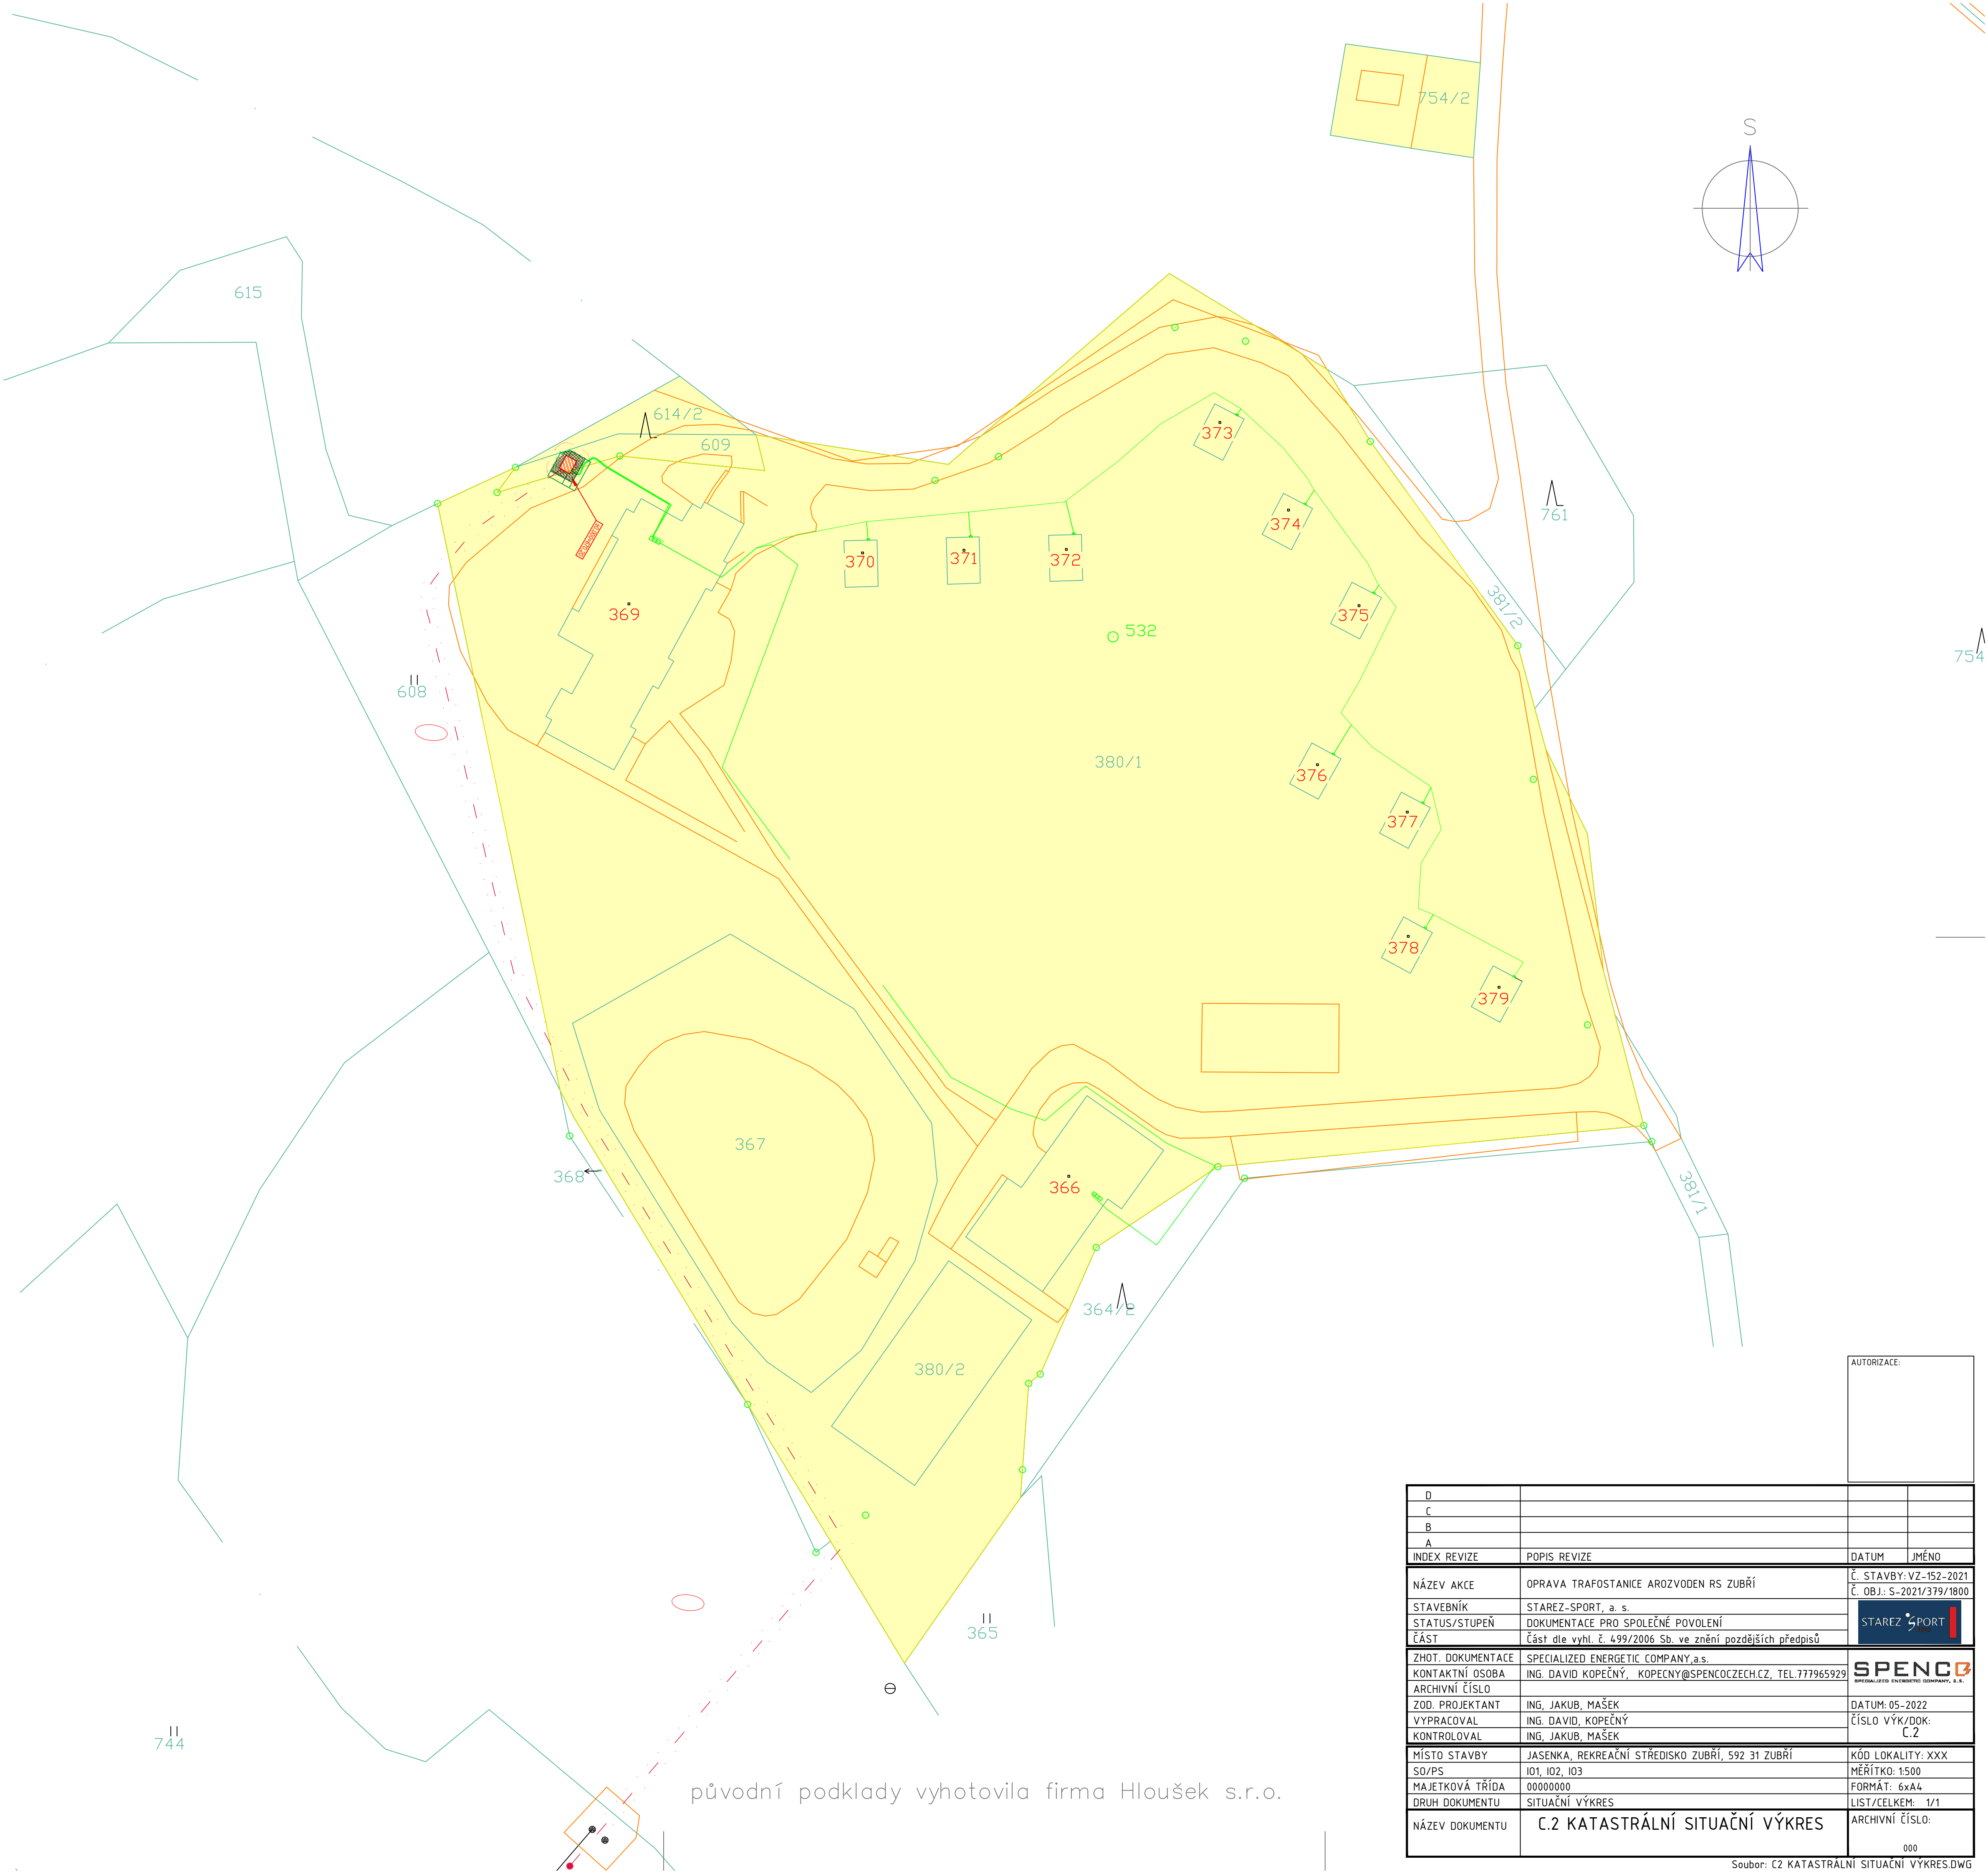 754/2
S
615
614/2
609
373
374
761
370
371
372
381/2
375
369
532
754
608
380/1
376
377
378
379
367
368
366
381/1
364/2
380/2
365
744
původní podklady vyhotovila firma Hloušek s.r.o.
AUTORIZACE:
D
C
B
A
INDEX REVIZE POPIS REVIZE DATUM JMÉNO
NÁZEV AKCE OPRAVA TRAFOSTANICE AROZVODEN RS ZUBŘÍ Č. STAVBY: VZ-152-2021
Č. OBJ.: S-2021/379/1800
STAVEBNÍK STAREZ-SPORT, a. s.
STATUS/STUPEŇ DOKUMENTACE PRO SPOLEČNÉ POVOLENÍ
STAREZ SPORT
ČÁST Část dle vyhl. č. 499/2006 Sb. ve znění pozdějších předpisů
ZHOT. DOKUMENTACE SPECIALIZED ENERGETIC COMPANY,a.s.
SPENCO
SPECIALIZED ENERGETIC COMPANY, a.s.
KONTAKTNÍ OSOBA ING. DAVID KOPEČNÝ, KOPECNY@SPENCOCZECH.CZ, TEL.777965929
ARCHIVNÍ ČÍSLO
ZOD. PROJEKTANT ING, JAKUB, MAŠEK DATUM: 05-2022
VYPRACOVAL ING. DAVID, KOPEČNÝ ČÍSLO VÝK/DOK:
C.2
KONTROLOVAL ING, JAKUB, MAŠEK
MÍSTO STAVBY JASENKA, REKREAČNÍ STŘEDISKO ZUBŘÍ, 592 31 ZUBŘÍ KÓD LOKALITY: XXX
SO/PS IO1, IO2, IO3 MĚŘÍTKO: 1:500
MAJETKOVÁ TŘÍDA 00000000 FORMÁT: 6xA4
DRUH DOKUMENTU SITUAČNÍ VÝKRES LIST/CELKEM: 1/1
NÁZEV DOKUMENTU C.2 KATASTRÁLNÍ SITUAČNÍ VÝKRES ARCHIVNÍ ČÍSLO:
000
Soubor: C2 KATASTRÁLNÍ SITUAČNÍ VÝKRES.DWG